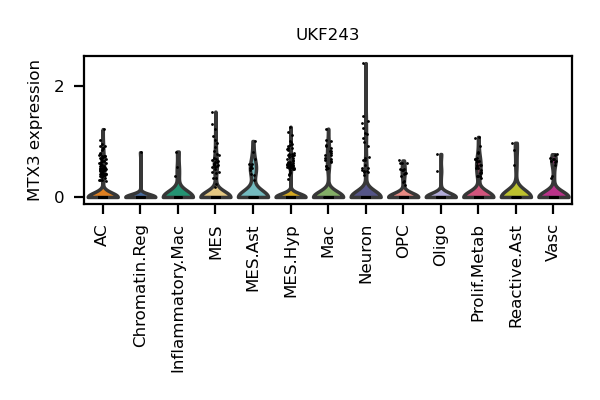 UKF243
MTX3 expression
2
0
AC
Chromatin.Reg
Inflammatory.Mac
MES
MES.Ast
MES.Hyp
Mac
Neuron
OPC
Oligo
Prolif.Metab
Reactive.Ast
Vasc